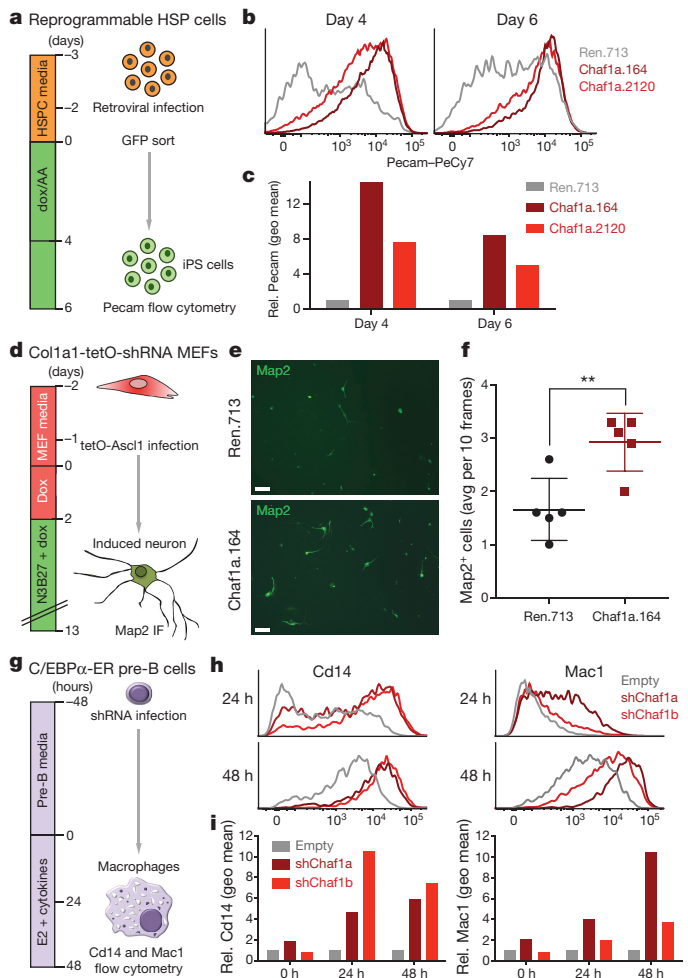 a Reprogrammable HSP cells
(days)
–3
–2
0
4
6
HSPC media
dox/AA
Retroviral infection
GFP sort
iPS cells
Pecam flow cytometry
b
Day 4
Day 6
Ren.713
Chaf1a.164
Chaf1a.2120
0 10³ 10⁴ 10⁵
0 10³ 10⁴ 10⁵
Pecam–PeCy7
c
Rel. Pecam (geo mean)
12
8
4
0
Ren.713
Chaf1a.164
Chaf1a.2120
Day 4
Day 6
d Col1a1-tetO-shRNA MEFs
(days)
–2
–1
0
2
13
MEF media
Dox
N3B27 + dox
tetO-Ascl1 infection
Induced neuron
Map2 IF
e
Map2
Ren.713
Map2
Chaf1a.164
f
Map2⁺ cells (avg per 10 frames)
4
3
2
1
0
**
Ren.713
Chaf1a.164
g C/EBPα-ER pre-B cells
(hours)
–48
0
24
48
Pre-B media
E2 + cytokines
shRNA infection
Macrophages
Cd14 and Mac1
flow cytometry
h
Cd14
Mac1
24 h
48 h
24 h
48 h
Empty
shChaf1a
shChaf1b
0 10³ 10⁴ 10⁵
0 10³ 10⁴ 10⁵
i
Rel. Cd14 (geo mean)
12
10
8
6
4
2
0
Empty
shChaf1a
shChaf1b
0 h
24 h
48 h
Rel. Mac1 (geo mean)
12
10
8
6
4
2
0
0 h
24 h
48 h